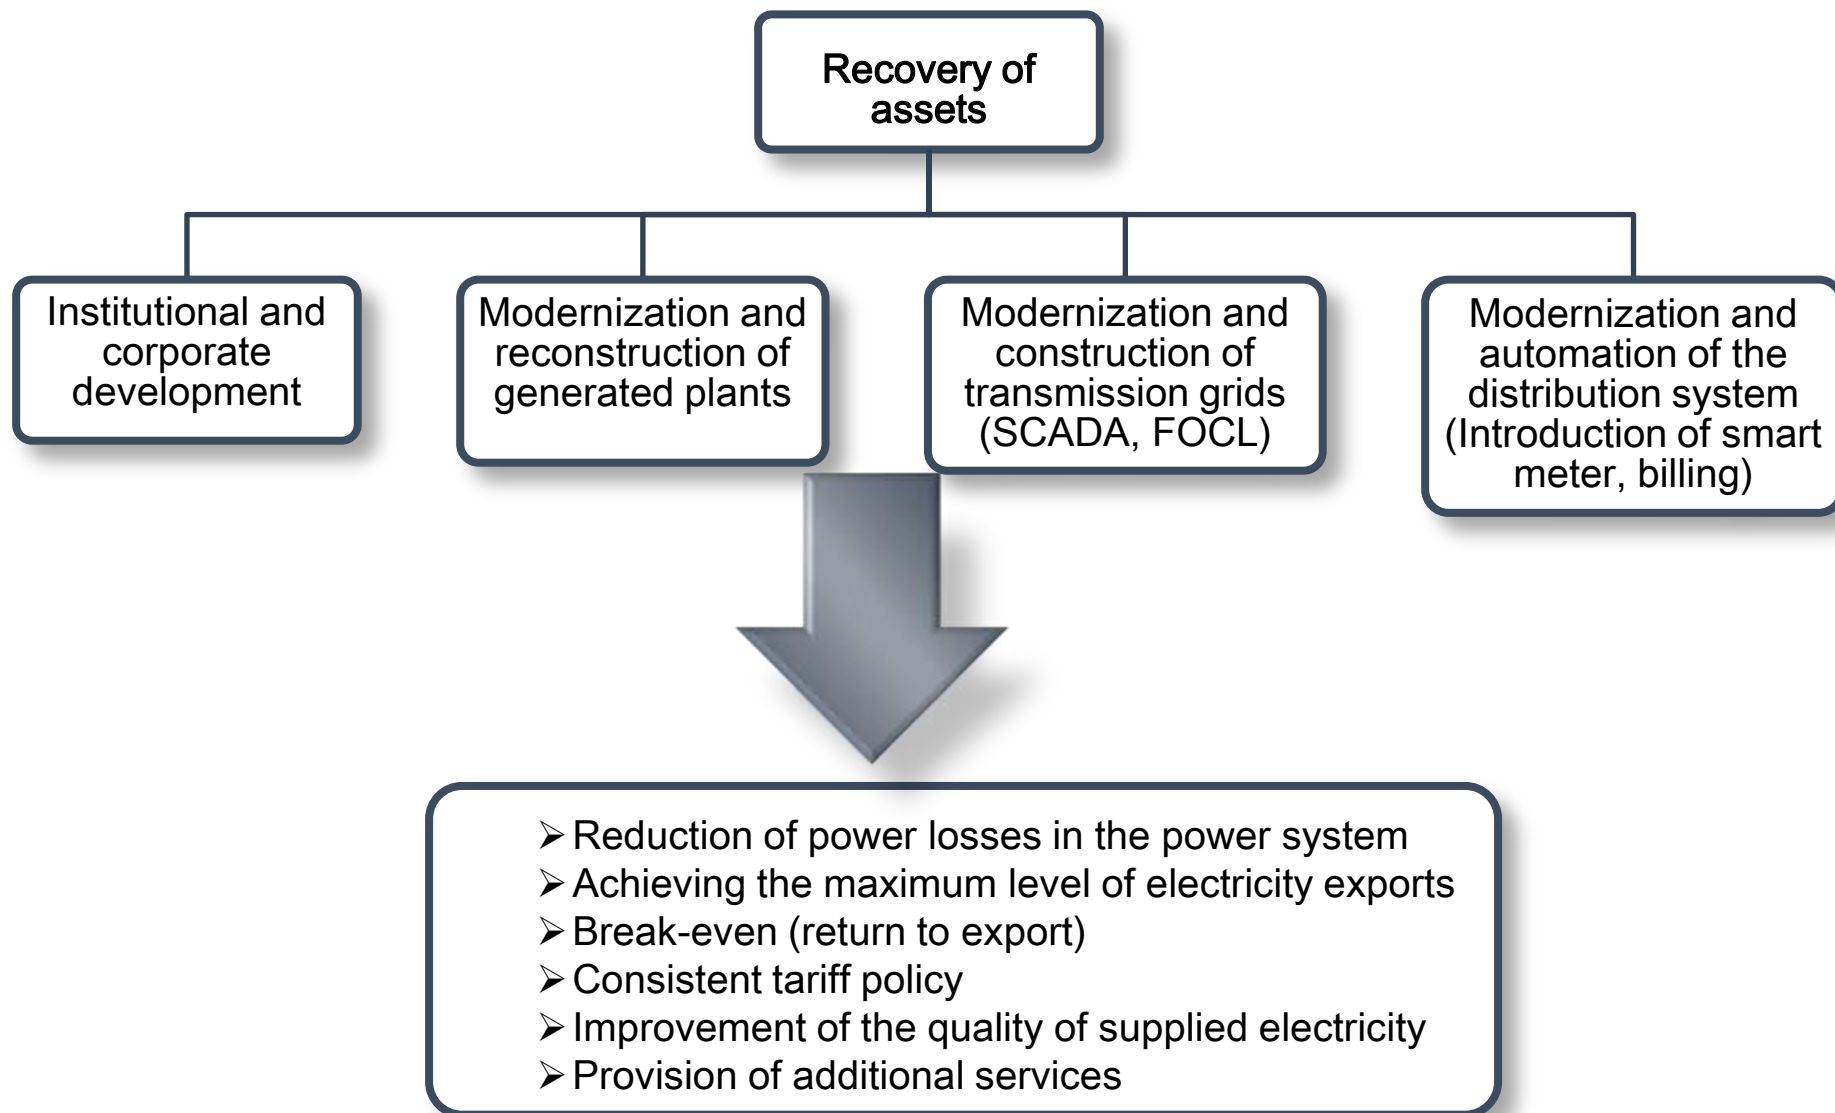 Recovery of
assets
Institutional and
corporate
development
Modernization and
reconstruction of
generated plants
Modernization and
construction of
transmission grids
(SCADA, FOCL)
Modernization and
automation of the
distribution system
(Introduction of smart
meter, billing)
➢ Reduction of power losses in the power system
➢ Achieving the maximum level of electricity exports
➢ Break-even (return to export)
➢ Consistent tariff policy
➢ Improvement of the quality of supplied electricity
➢ Provision of additional services